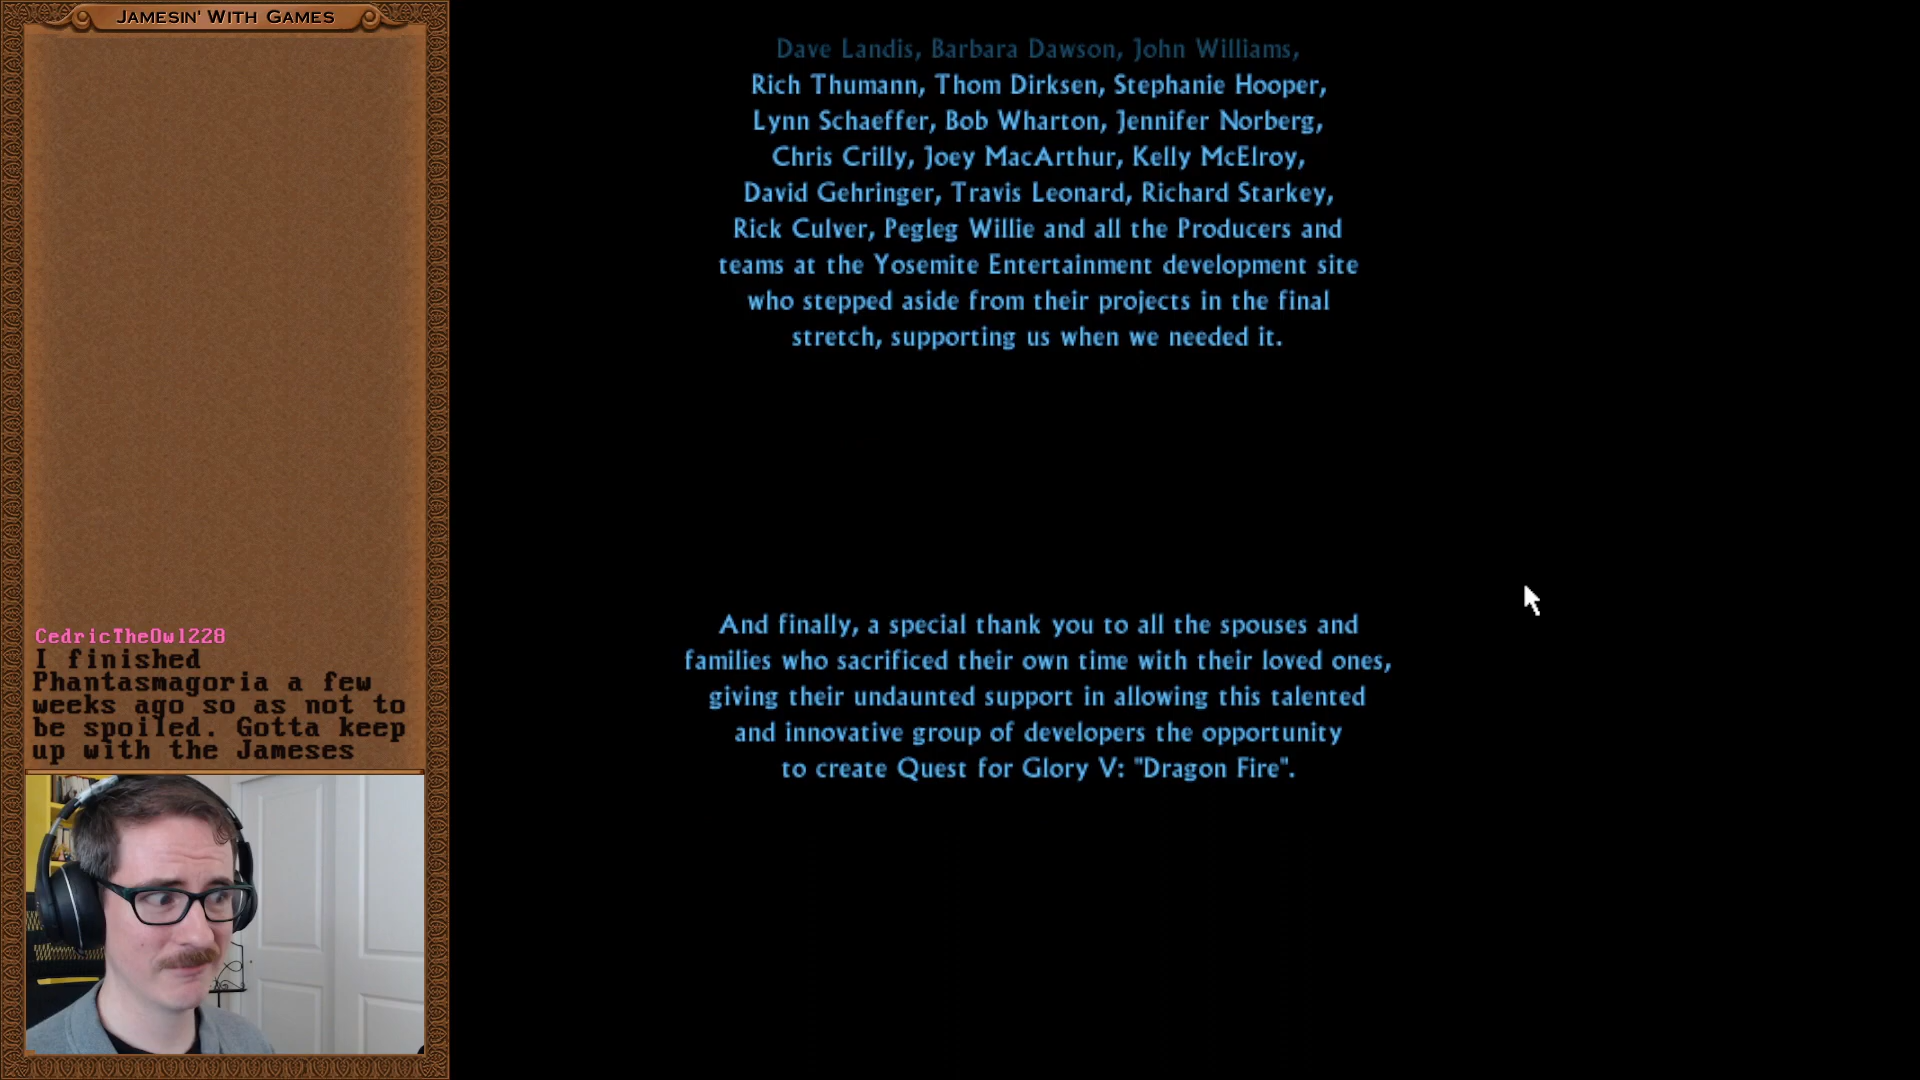 Jamesin' With Games
CedricTheOwl228
I finished
Phantasmagoria a few
weeks ago so as not to
be spoiled. Gotta keep
up with the Jameses
Dave Landis, Barbara Dawson, John Williams,
Rich Thumann, Thom Dirksen, Stephanie Hooper,
Lynn Schaeffer, Bob Wharton, Jennifer Norberg,
Chris Crilly, Joey MacArthur, Kelly McElroy,
David Gehringer, Travis Leonard, Richard Starkey,
Rick Culver, Pegleg Willie and all the Producers and
teams at the Yosemite Entertainment development site
who stepped aside from their projects in the final
stretch, supporting us when we needed it.
And finally, a special thank you to all the spouses and
families who sacrificed their own time with their loved ones,
giving their undaunted support in allowing this talented
and innovative group of developers the opportunity
to create Quest for Glory V: "Dragon Fire".